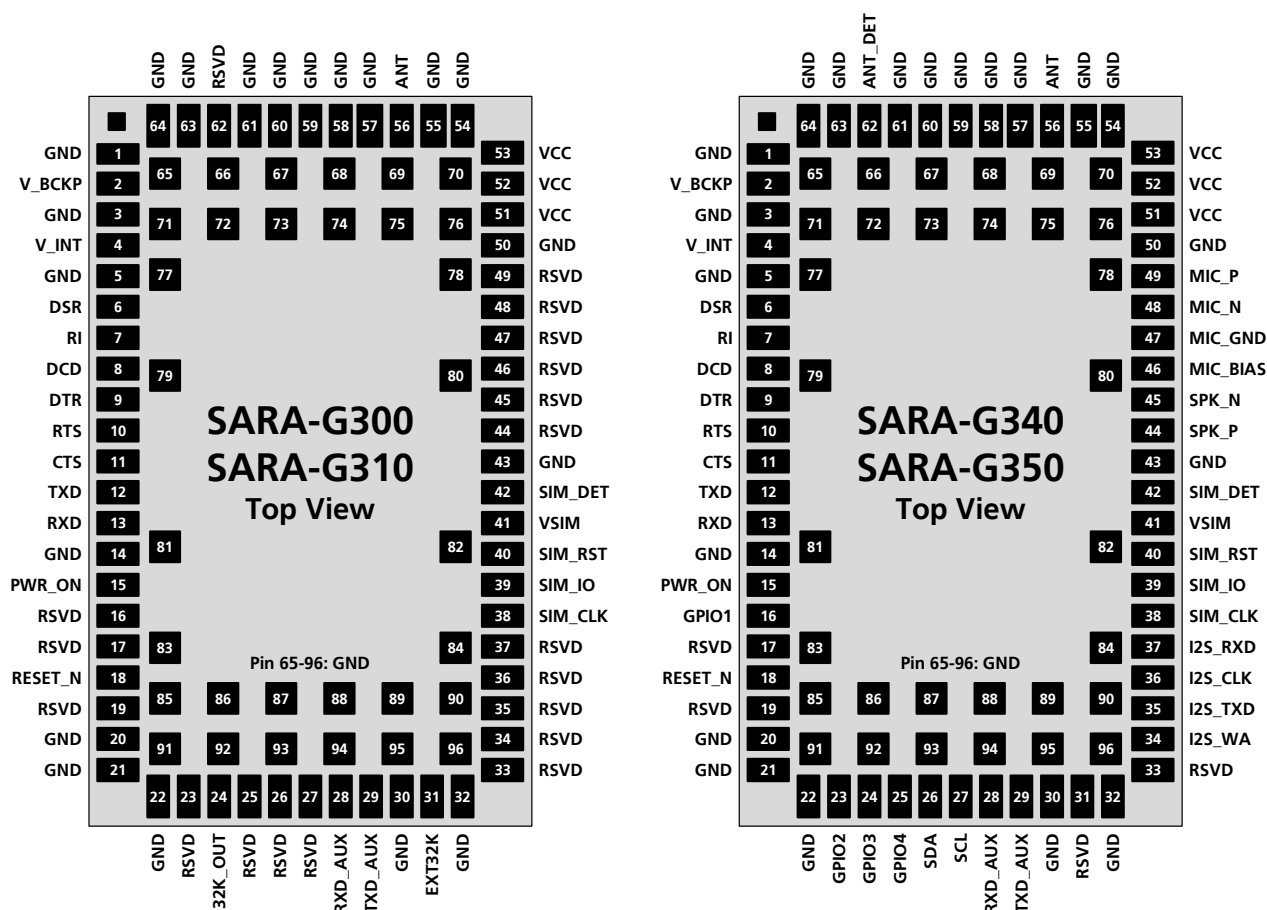 GND GND RSVD GND GND GND GND GND ANT GND GND
64 63 62 61 60 59 58 57 56 55 54
GND 1 53 VCC
65 66 67 68 69 70
V_BCKP 2 52 VCC
GND 3 51 VCC
71 72 73 74 75 76
V_INT 4 50 GND
GND 5 77 78 49 RSVD
DSR 6 48 RSVD
RI 7 47 RSVD
DCD 8 79 80 46 RSVD
DTR 9 45 RSVD
RTS 10 44 RSVD
CTS 11 43 GND
TXD 12 42 SIM_DET
RXD 13 41 VSIM
GND 14 81 82 40 SIM_RST
PWR_ON 15 39 SIM_IO
RSVD 16 38 SIM_CLK
RSVD 17 83 84 37 RSVD
RESET_N 18 36 RSVD
RSVD 19 35 RSVD
GND 20 34 RSVD
GND 21 33 RSVD
SARA-G300
SARA-G310
Top View
Pin 65-96: GND
85 86 87 88 89 90
91 92 93 94 95 96
22 23 24 25 26 27 28 29 30 31 32
GND RSVD 32K_OUT RSVD RSVD RSVD RXD_AUX TXD_AUX GND EXT32K GND
GND GND ANT_DET GND GND GND GND GND ANT GND GND
64 63 62 61 60 59 58 57 56 55 54
GND 1 53 VCC
65 66 67 68 69 70
V_BCKP 2 52 VCC
GND 3 51 VCC
71 72 73 74 75 76
V_INT 4 50 GND
GND 5 77 78 49 MIC_P
DSR 6 48 MIC_N
RI 7 47 MIC_GND
DCD 8 79 80 46 MIC_BIAS
DTR 9 45 SPK_N
RTS 10 44 SPK_P
CTS 11 43 GND
TXD 12 42 SIM_DET
RXD 13 41 VSIM
GND 14 81 82 40 SIM_RST
PWR_ON 15 39 SIM_IO
GPIO1 16 38 SIM_CLK
RSVD 17 83 84 37 I2S_RXD
RESET_N 18 36 I2S_CLK
RSVD 19 35 I2S_TXD
GND 20 34 I2S_WA
GND 21 33 RSVD
SARA-G340
SARA-G350
Top View
Pin 65-96: GND
85 86 87 88 89 90
91 92 93 94 95 96
22 23 24 25 26 27 28 29 30 31 32
GND GPIO2 GPIO3 GPIO4 SDA SCL RXD_AUX TXD_AUX GND RSVD GND